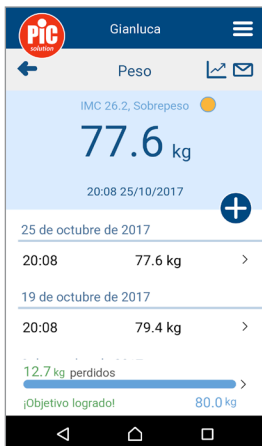 PiC
solution
Gianluca
Peso
IMC 26.2, Sobrepeso
77.6 kg
20:08 25/10/2017
25 de octubre de 2017
20:08 77.6 kg
19 de octubre de 2017
20:08 79.4 kg
12.7 kg perdidos
¡Objetivo logrado! 80.0 kg